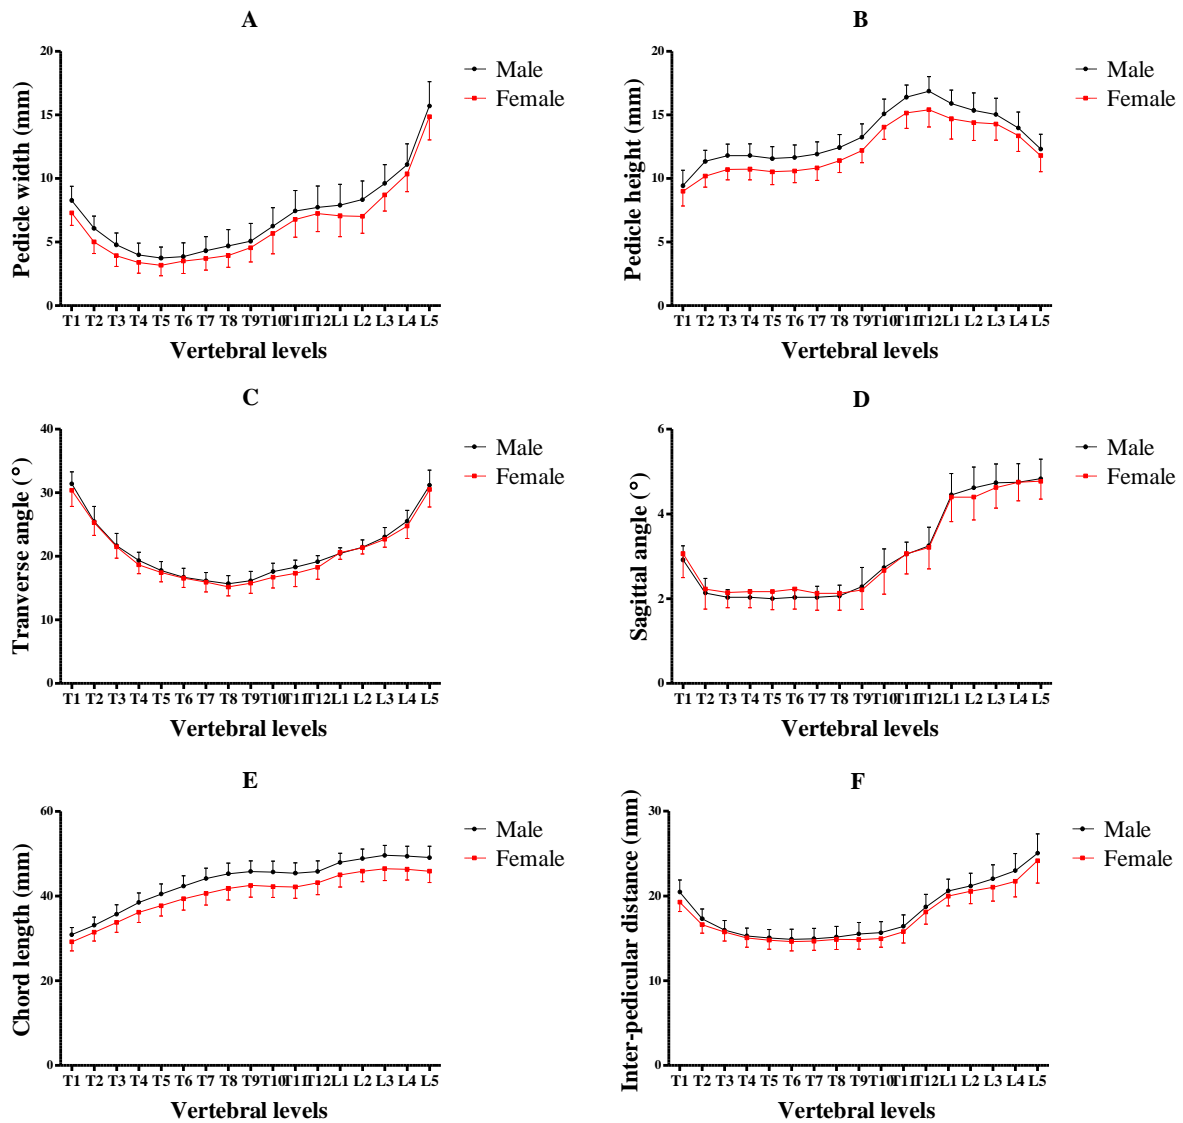 A
Pedicle width (mm)
20
15
10
5
0
T1 T2 T3 T4 T5 T6 T7 T8 T9 T10 T11 T12 L1 L2 L3 L4 L5
Vertebral levels
Male
Female
B
Pedicle height (mm)
20
15
10
5
0
T1 T2 T3 T4 T5 T6 T7 T8 T9 T10 T11 T12 L1 L2 L3 L4 L5
Vertebral levels
Male
Female
C
Tranverse angle (°)
40
30
20
10
0
T1 T2 T3 T4 T5 T6 T7 T8 T9 T10 T11 T12 L1 L2 L3 L4 L5
Vertebral levels
Male
Female
D
Sagittal angle (°)
6
4
2
0
T1 T2 T3 T4 T5 T6 T7 T8 T9 T10 T11 T12 L1 L2 L3 L4 L5
Vertebral levels
Male
Female
E
Chord length (mm)
60
40
20
0
T1 T2 T3 T4 T5 T6 T7 T8 T9 T10 T11 T12 L1 L2 L3 L4 L5
Vertebral levels
Male
Female
F
Inter-pedicular distance (mm)
30
20
10
0
T1 T2 T3 T4 T5 T6 T7 T8 T9 T10 T11 T12 L1 L2 L3 L4 L5
Vertebral levels
Male
Female